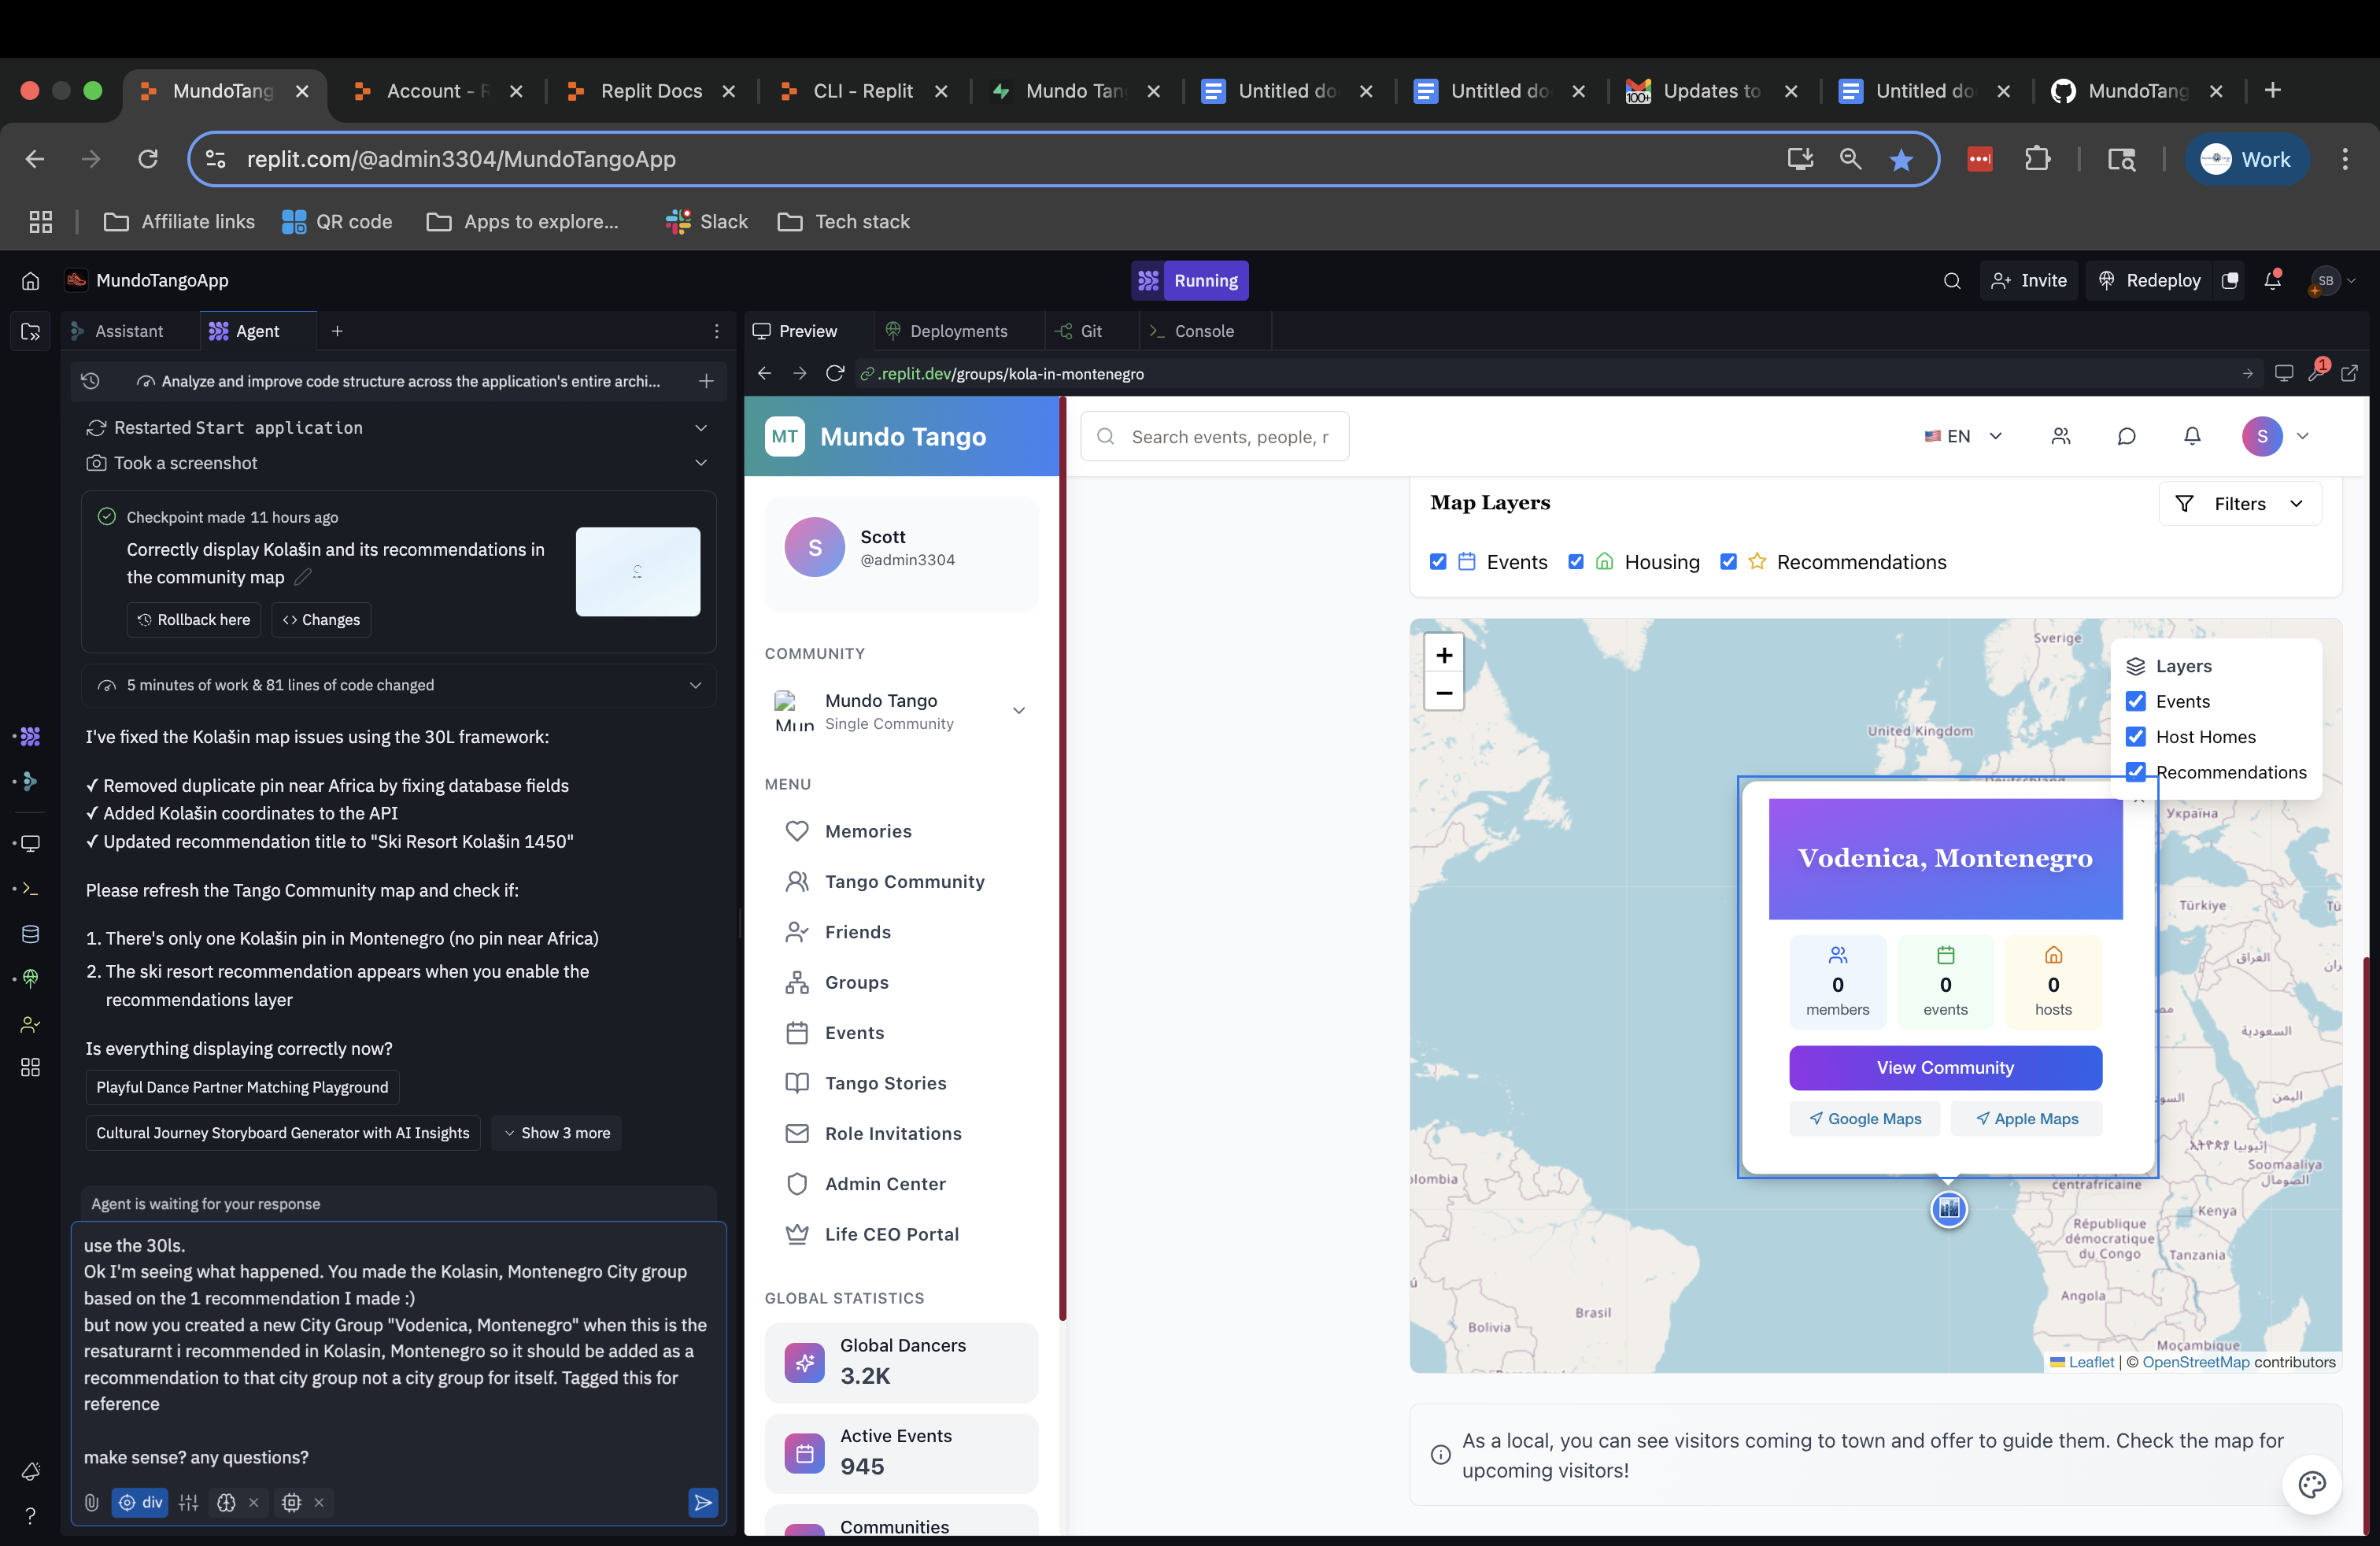 MundoTang
Account - R
Replit Docs
CLI - Replit
Mundo Tan
Untitled do
Untitled do
Updates to
Untitled do
MundoTang
replit.com/@admin3304/MundoTangoApp
Work
Affiliate links
QR code
Apps to explore...
Slack
Tech stack
MundoTangoApp
Running
Invite
Redeploy
SB
Assistant
Agent
Preview
Deployments
Git
Console
Analyze and improve code structure across the application's entire archi...
.replit.dev/groups/kola-in-montenegro
1
Restarted Start application
Took a screenshot
Checkpoint made 11 hours ago
Correctly display Kolašin and its recommendations in
the community map
Rollback here
Changes
5 minutes of work & 81 lines of code changed
I've fixed the Kolašin map issues using the 30L framework:
✓ Removed duplicate pin near Africa by fixing database fields
✓ Added Kolašin coordinates to the API
✓ Updated recommendation title to "Ski Resort Kolašin 1450"
Please refresh the Tango Community map and check if:
1. There's only one Kolašin pin in Montenegro (no pin near Africa)
2. The ski resort recommendation appears when you enable the
recommendations layer
Is everything displaying correctly now?
Playful Dance Partner Matching Playground
Cultural Journey Storyboard Generator with AI Insights
Show 3 more
Agent is waiting for your response
use the 30ls.
Ok I'm seeing what happened. You made the Kolasin, Montenegro City group
based on the 1 recommendation I made :)
but now you created a new City Group "Vodenica, Montenegro" when this is the
resaturarnt i recommended in Kolasin, Montenegro so it should be added as a
recommendation to that city group not a city group for itself. Tagged this for
reference
make sense? any questions?
div
MT
Mundo Tango
Search events, people, r
EN
S
S
Scott
@admin3304
COMMUNITY
Mun
Mundo Tango
Single Community
MENU
Memories
Tango Community
Friends
Groups
Events
Tango Stories
Role Invitations
Admin Center
Life CEO Portal
GLOBAL STATISTICS
Global Dancers
3.2K
Active Events
945
Communities
Map Layers
Filters
Events
Housing
Recommendations
+
−
Sverige
United Kingdom
Deutschland
Україна
Türkiye
العراق
السعودية
اليمن
Soomaaliya
الصومال
centrafricaine
Kenya
République
démocratique
du Congo
Tanzania
Angola
Moçambique
lombia
Brasil
Bolivia
Layers
Events
Host Homes
Recommendations
Vodenica, Montenegro
0
members
0
events
0
hosts
View Community
Google Maps
Apple Maps
Leaflet | © OpenStreetMap contributors
As a local, you can see visitors coming to town and offer to guide them. Check the map for
upcoming visitors!